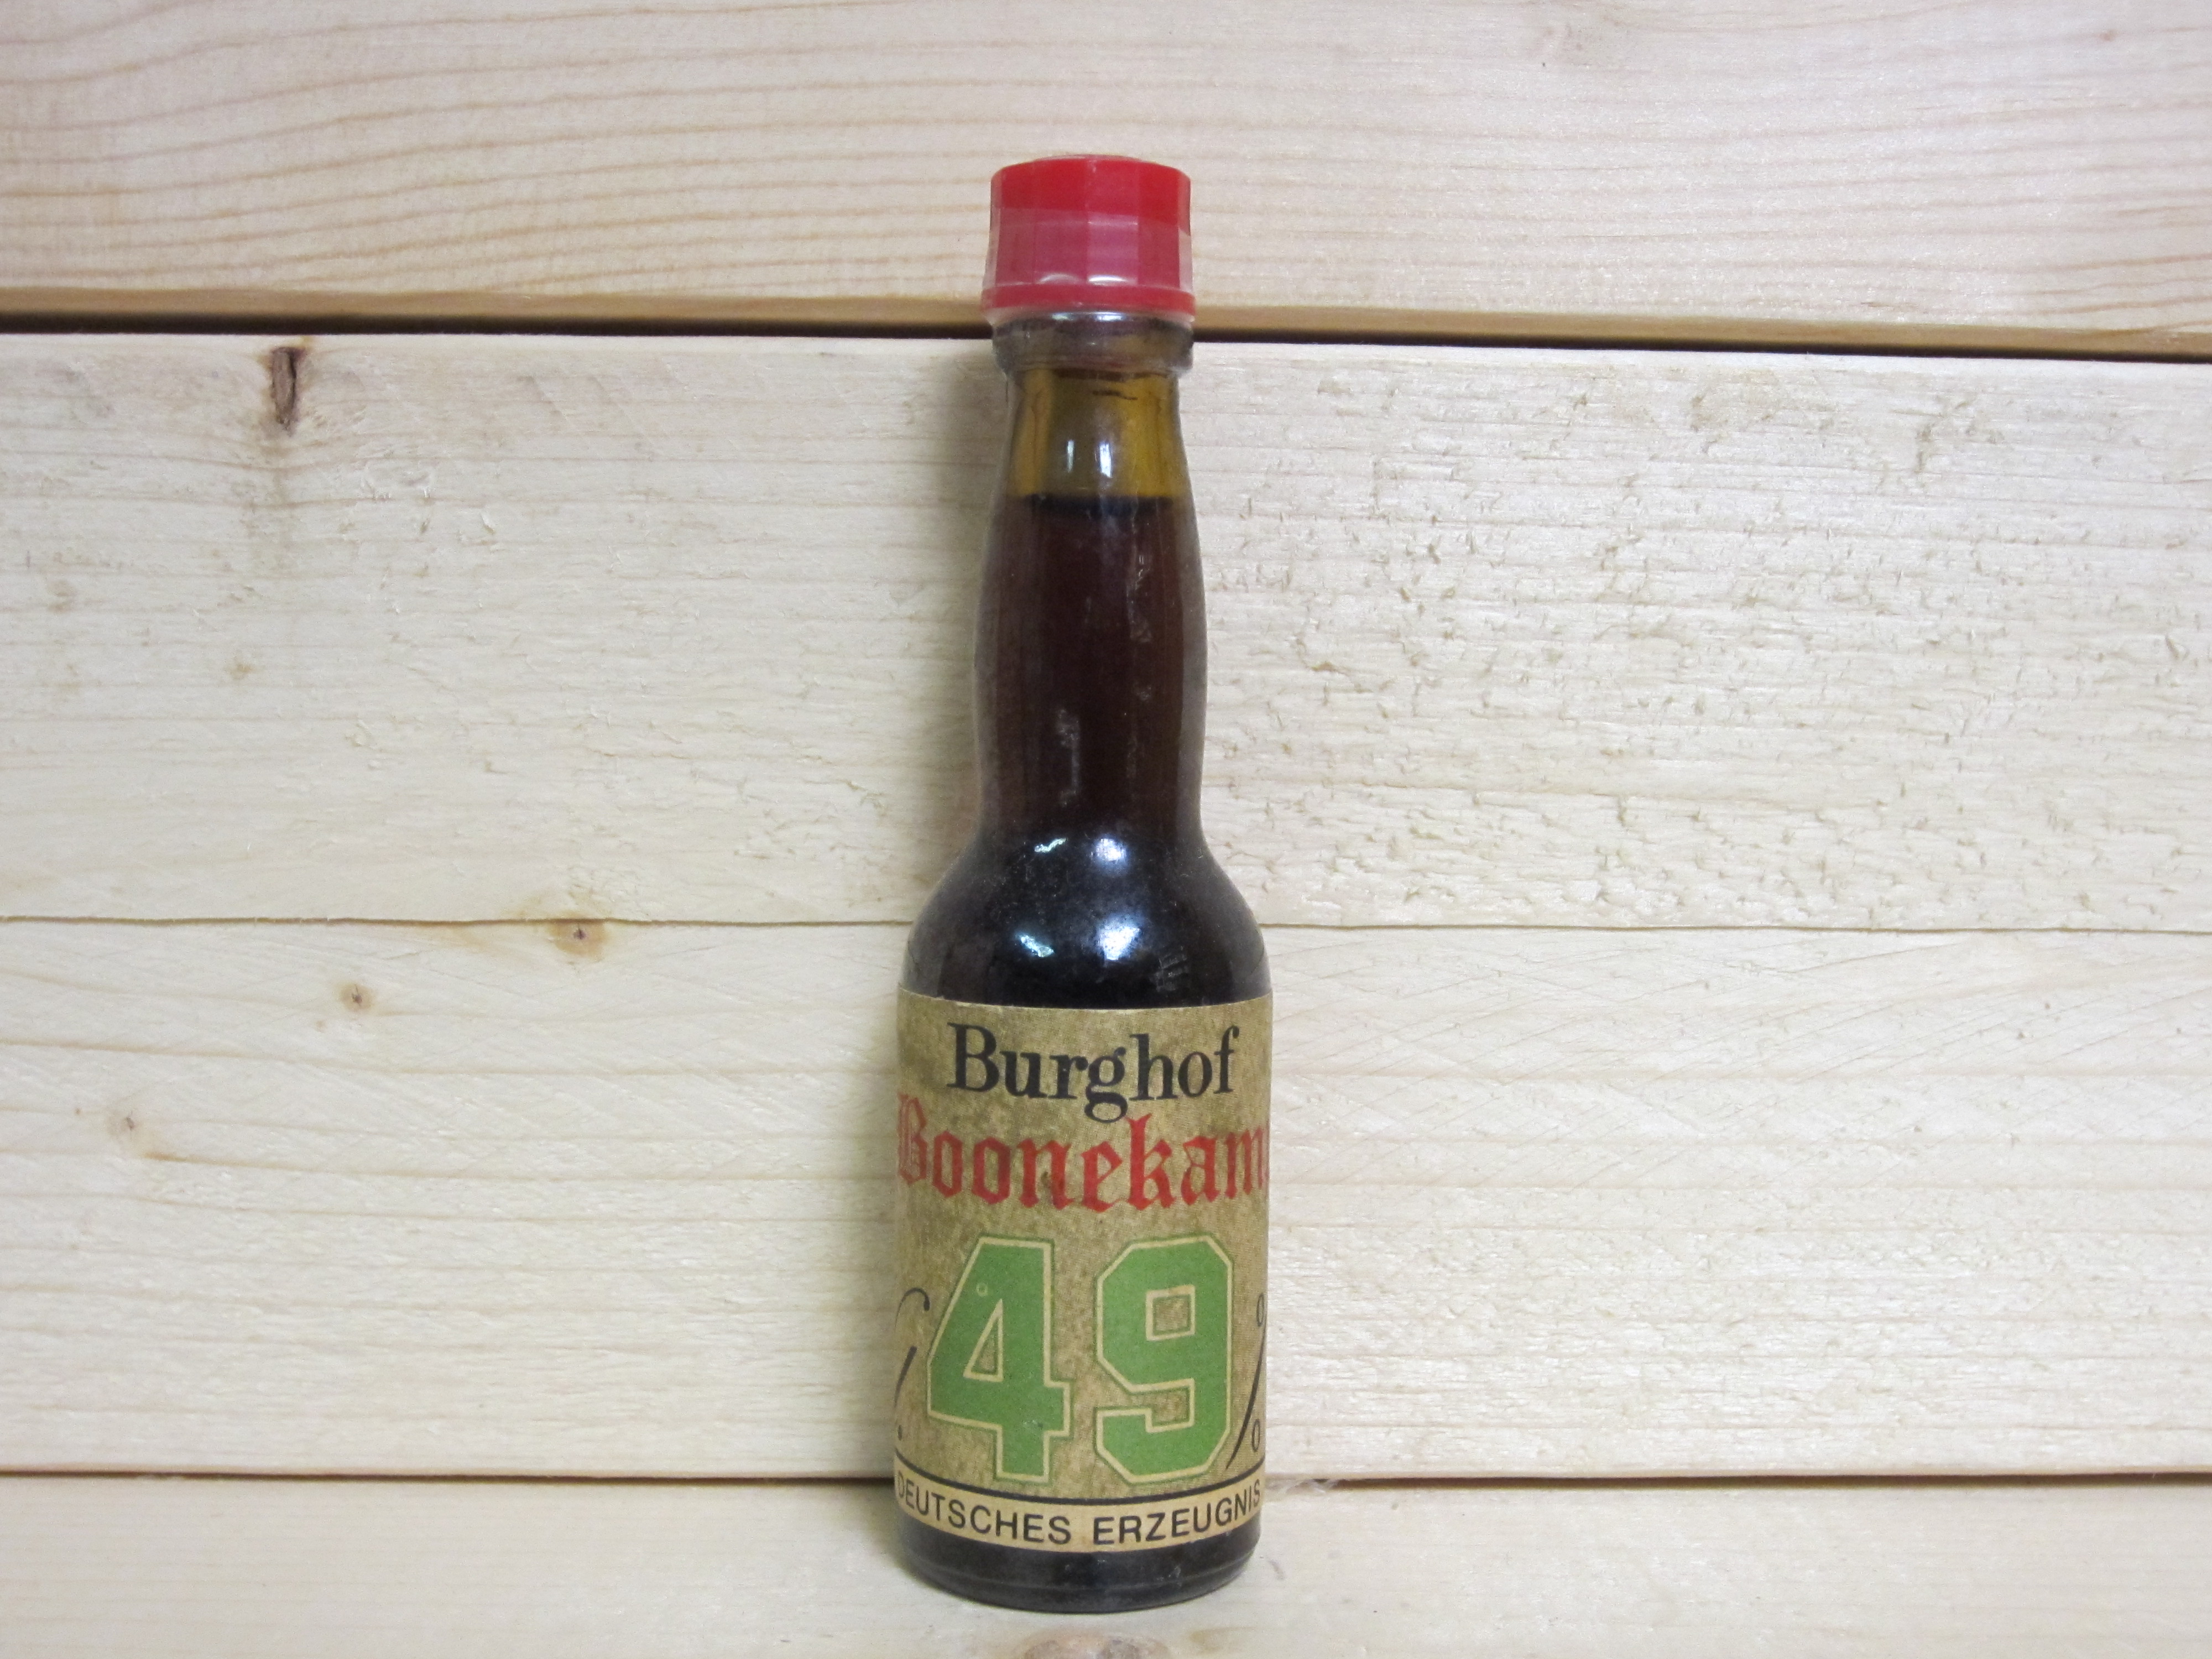 Burghof
Boonekam
49%
DEUTSCHES ERZEUGNIS